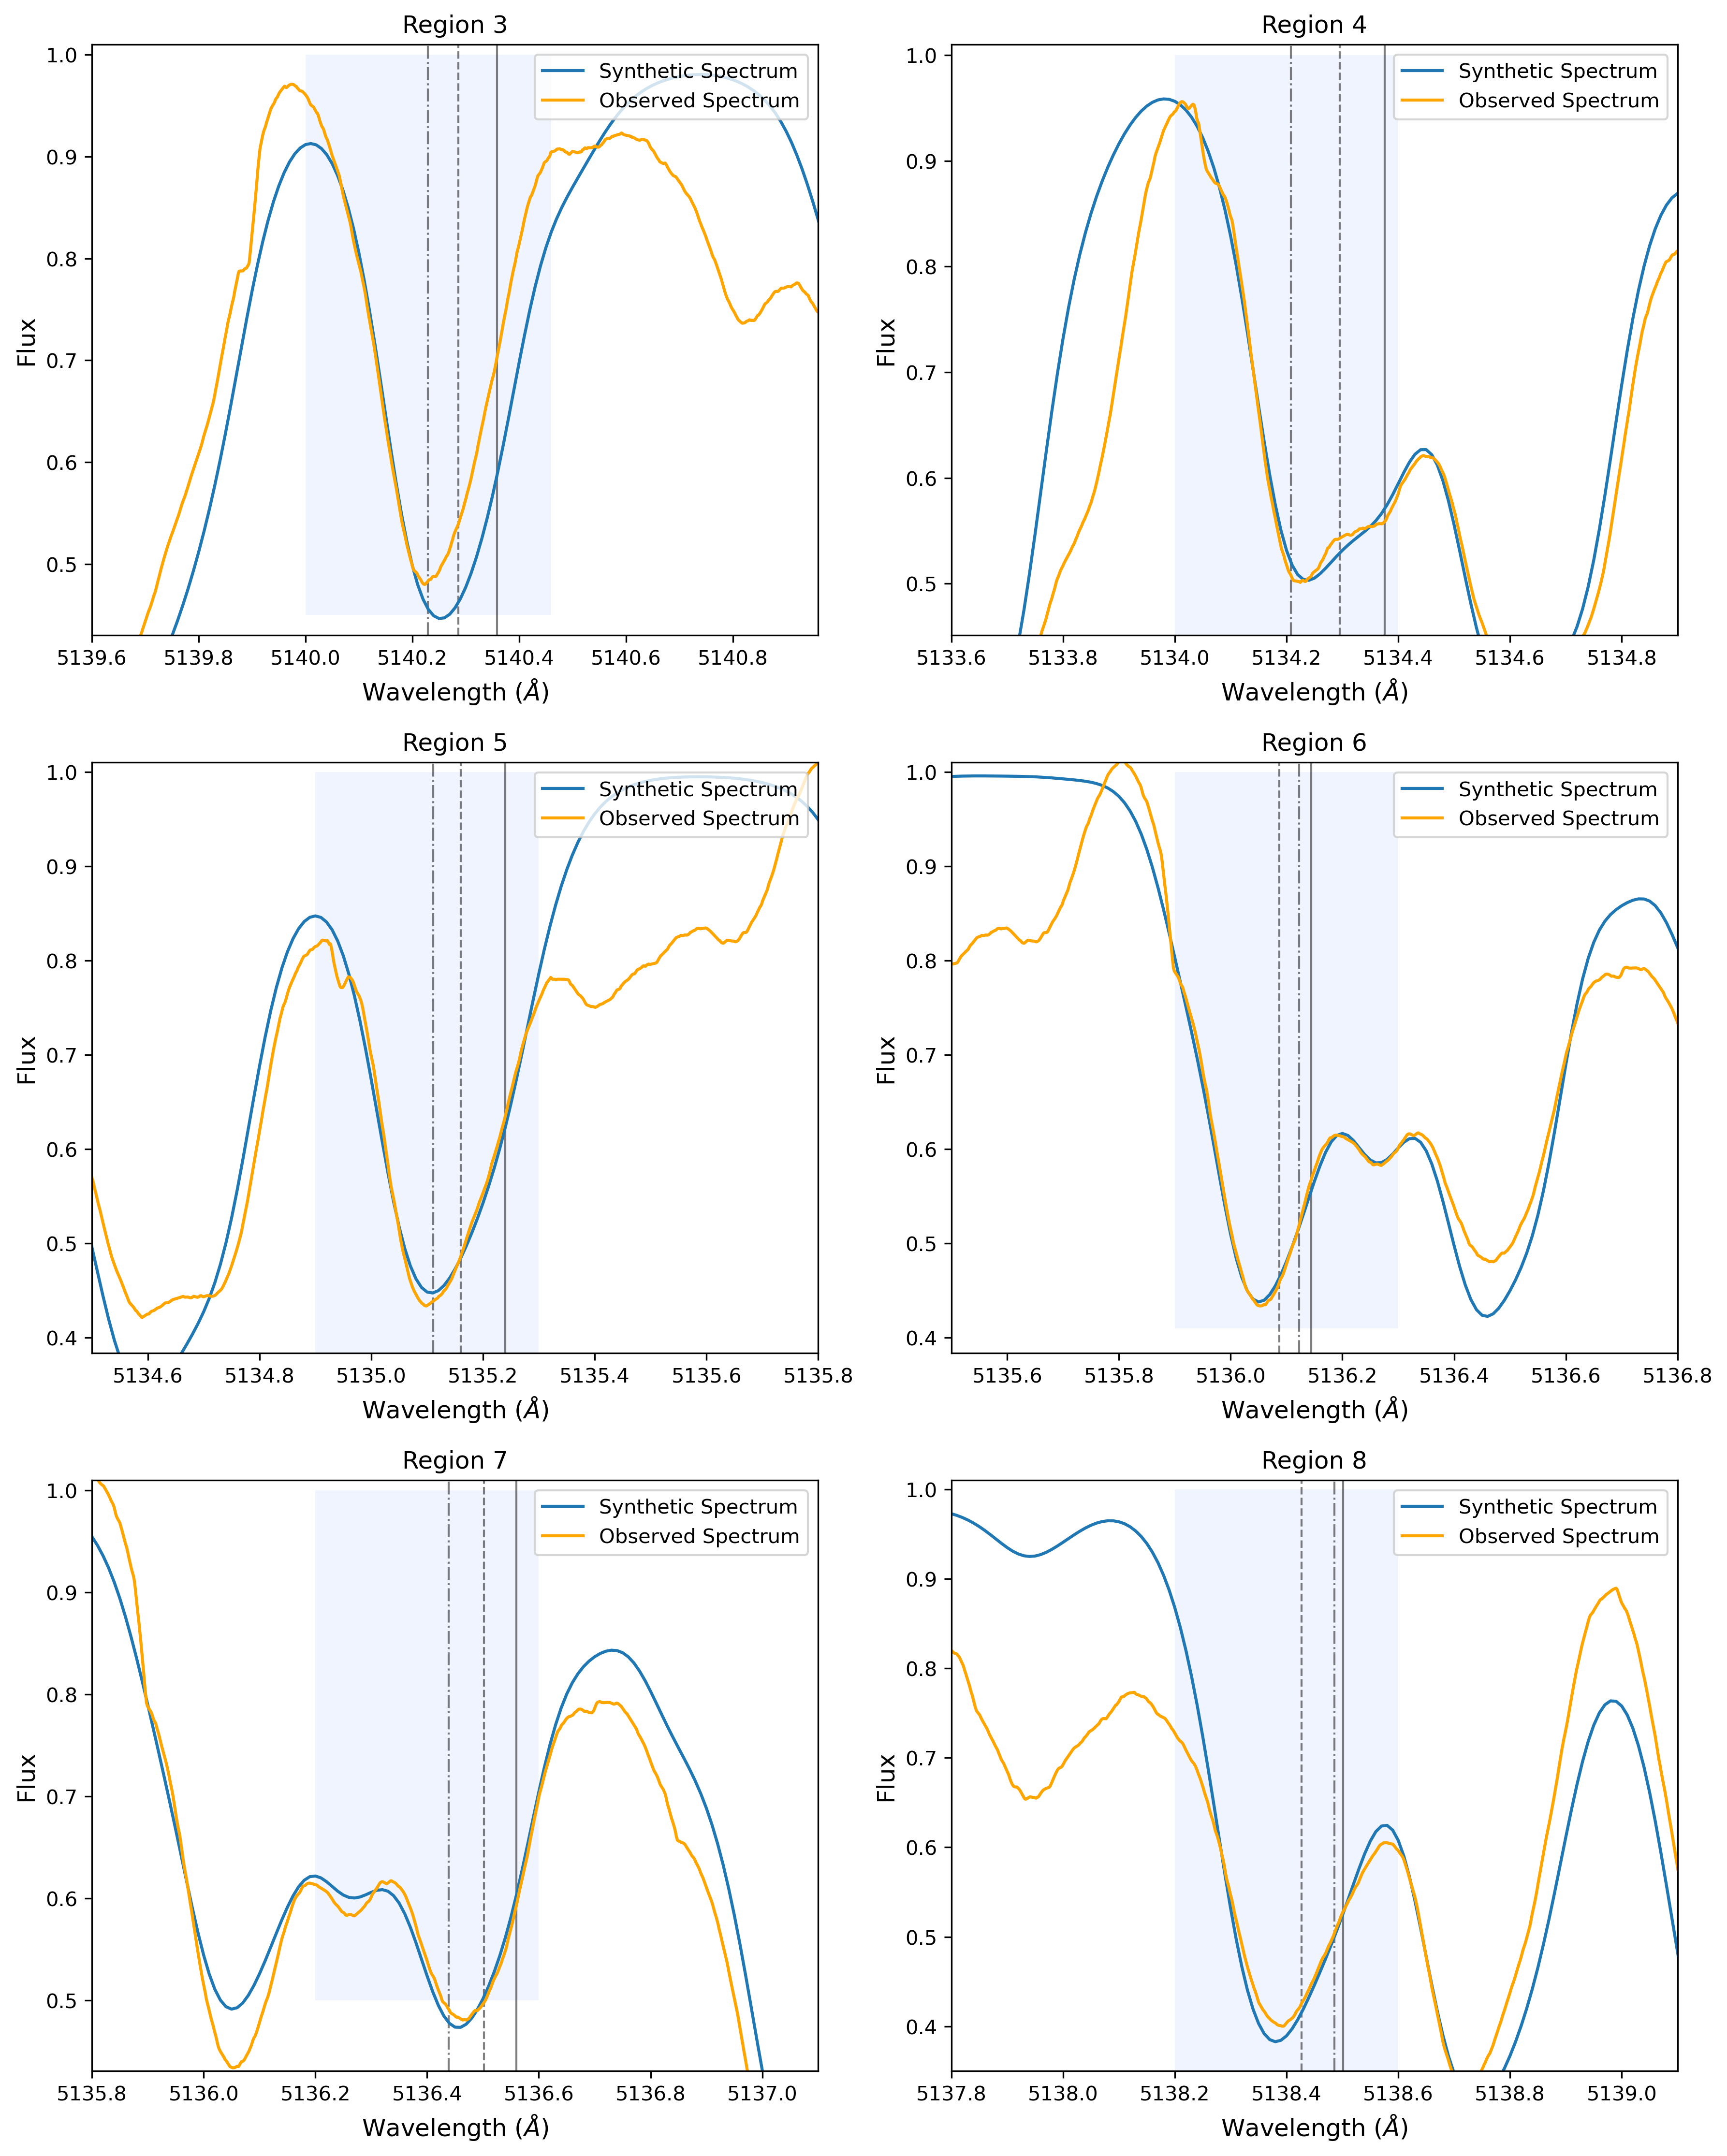 Region 3
1.0
0.9
0.8
0.7
0.6
0.5
Flux
Synthetic Spectrum
Observed Spectrum
5139.6 5139.8 5140.0 5140.2 5140.4 5140.6 5140.8
Wavelength (Å)
Region 4
1.0
0.9
0.8
0.7
0.6
0.5
Flux
Synthetic Spectrum
Observed Spectrum
5133.6 5133.8 5134.0 5134.2 5134.4 5134.6 5134.8
Wavelength (Å)
Region 5
1.0
0.9
0.8
0.7
0.6
0.5
0.4
Flux
Synthetic Spectrum
Observed Spectrum
5134.6 5134.8 5135.0 5135.2 5135.4 5135.6 5135.8
Wavelength (Å)
Region 6
1.0
0.9
0.8
0.7
0.6
0.5
0.4
Flux
Synthetic Spectrum
Observed Spectrum
5135.6 5135.8 5136.0 5136.2 5136.4 5136.6 5136.8
Wavelength (Å)
Region 7
1.0
0.9
0.8
0.7
0.6
0.5
Flux
Synthetic Spectrum
Observed Spectrum
5135.8 5136.0 5136.2 5136.4 5136.6 5136.8 5137.0
Wavelength (Å)
Region 8
1.0
0.9
0.8
0.7
0.6
0.5
0.4
Flux
Synthetic Spectrum
Observed Spectrum
5137.8 5138.0 5138.2 5138.4 5138.6 5138.8 5139.0
Wavelength (Å)